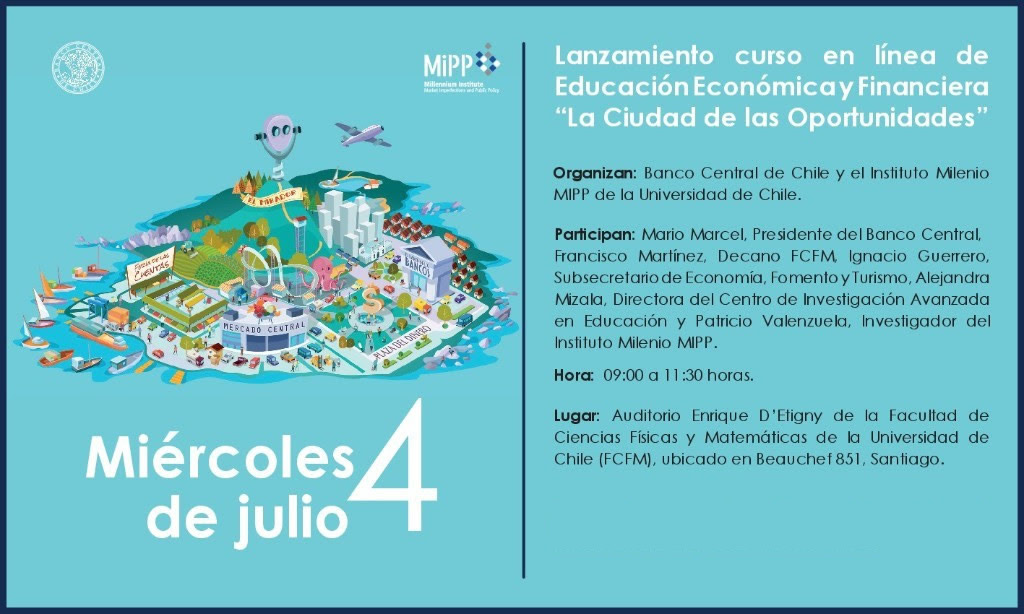 MiPP
Millennium Institute
Market Imperfections and Public Policy
EL MIRADOR
FERIA DE LAS
CUENTAS
BANCOS
MERCADO CENTRAL
PLAZA DEL DINERO
Miércoles 4
de julio
Lanzamiento curso en línea de
Educación Económica y Financiera
“La Ciudad de las Oportunidades”
Organizan: Banco Central de Chile y el Instituto Milenio
MIPP de la Universidad de Chile.
Participan: Mario Marcel, Presidente del Banco Central,
Francisco Martínez, Decano FCFM, Ignacio Guerrero,
Subsecretario de Economía, Fomento y Turismo, Alejandra
Mizala, Directora del Centro de Investigación Avanzada
en Educación y Patricio Valenzuela, Investigador del
Instituto Milenio MIPP.
Hora: 09:00 a 11:30 horas.
Lugar: Auditorio Enrique D’Etigny de la Facultad de
Ciencias Físicas y Matemáticas de la Universidad de
Chile (FCFM), ubicado en Beauchef 851, Santiago.